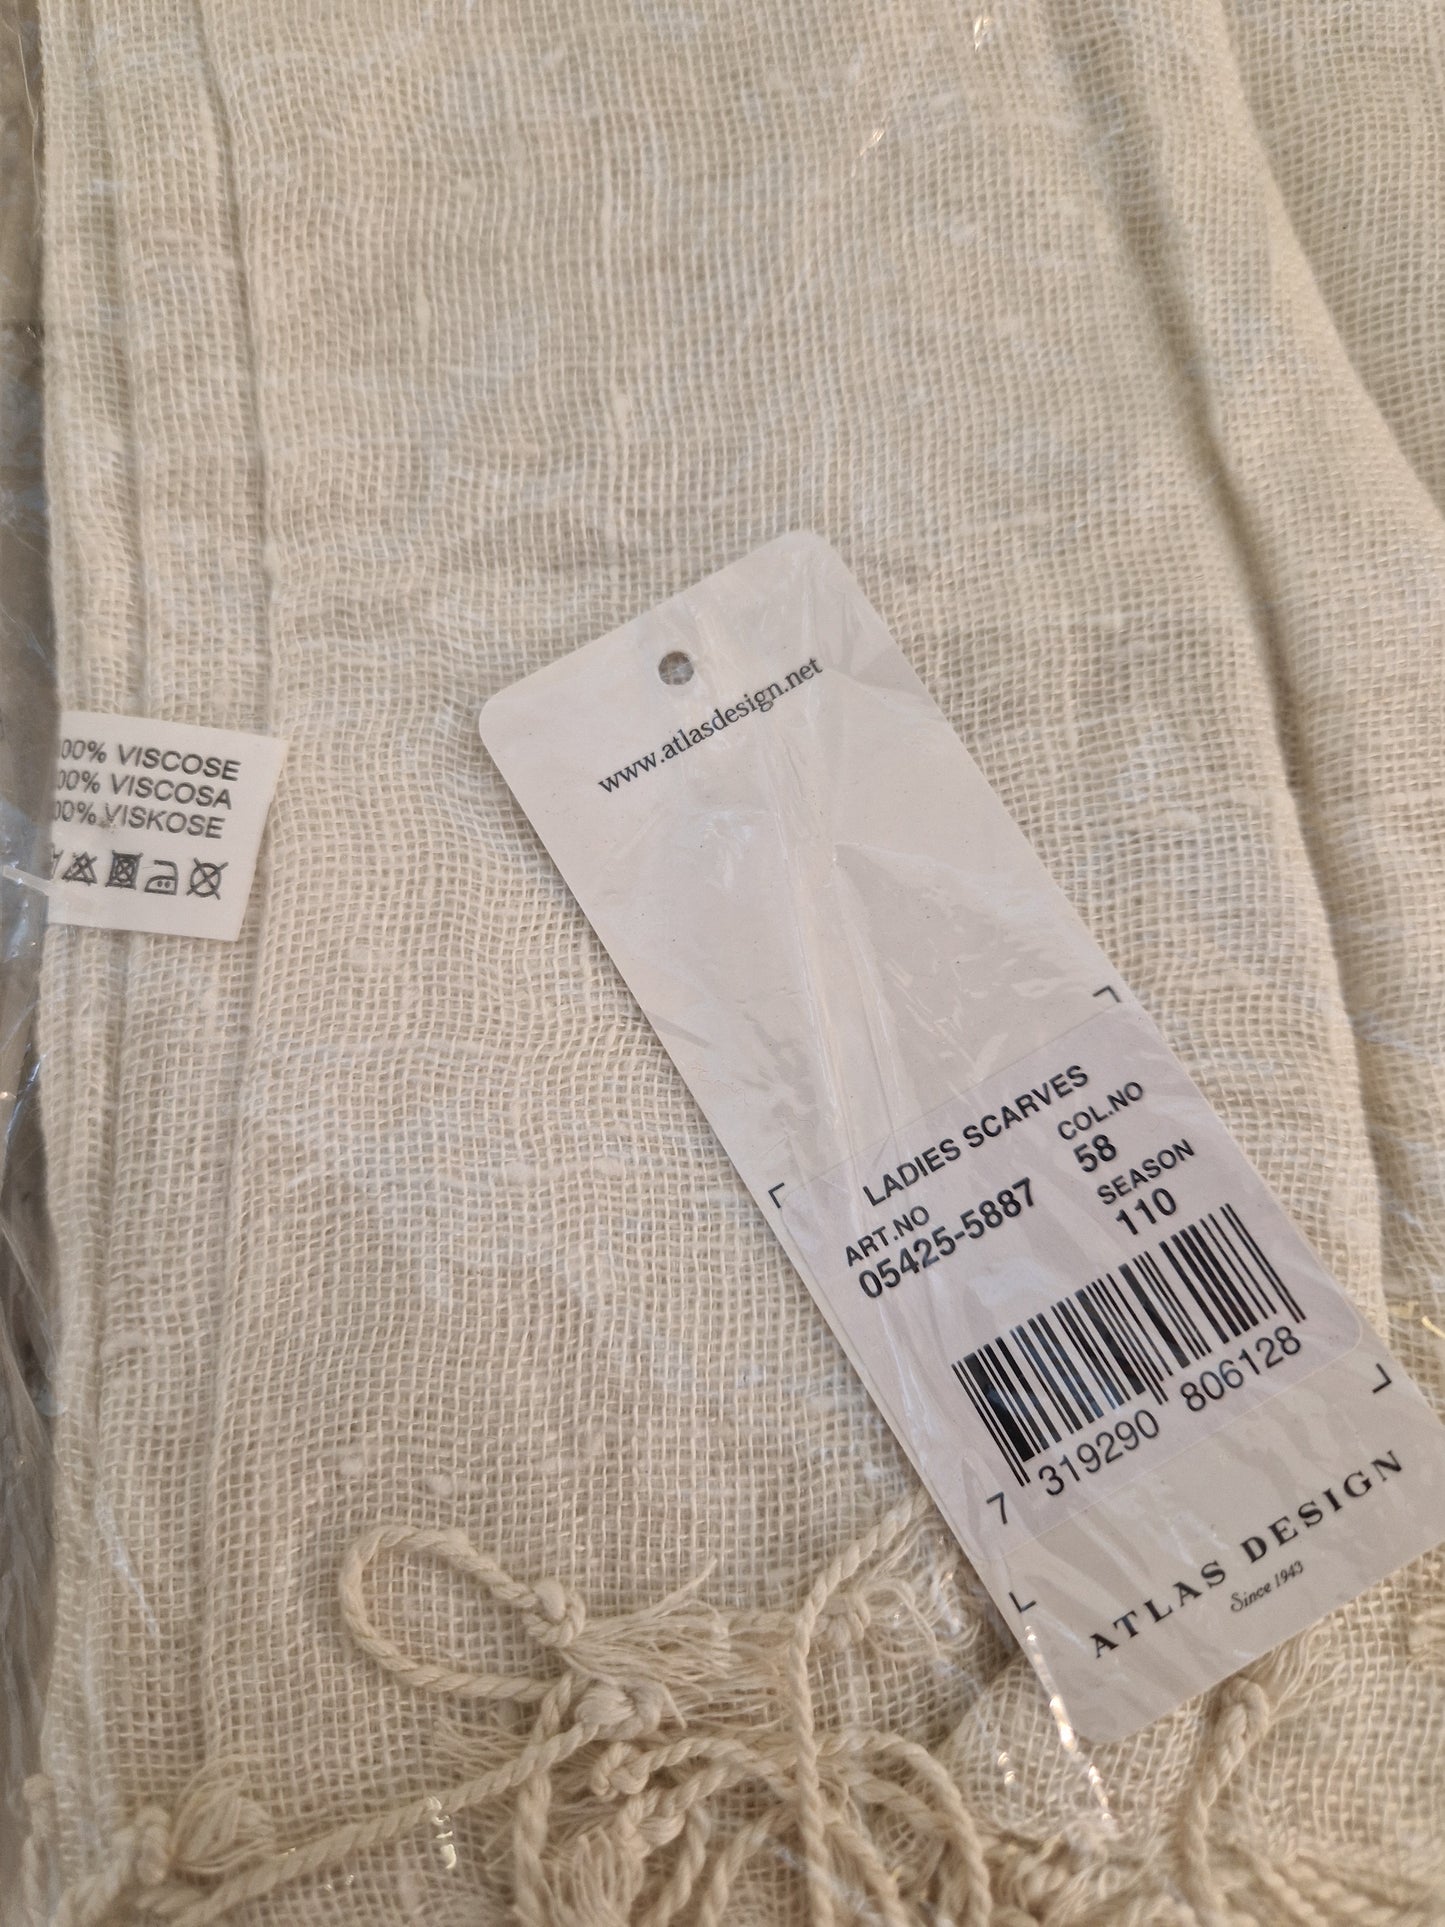 00% VISCOSE
00% VISCOSA
00% VISKOSE
www.atlasdesign.net
LADIES SCARVES
ART.NO
05425-5887
COL.NO
58
SEASON
110
7 319290 806128
ATLAS DESIGN
Since 1943